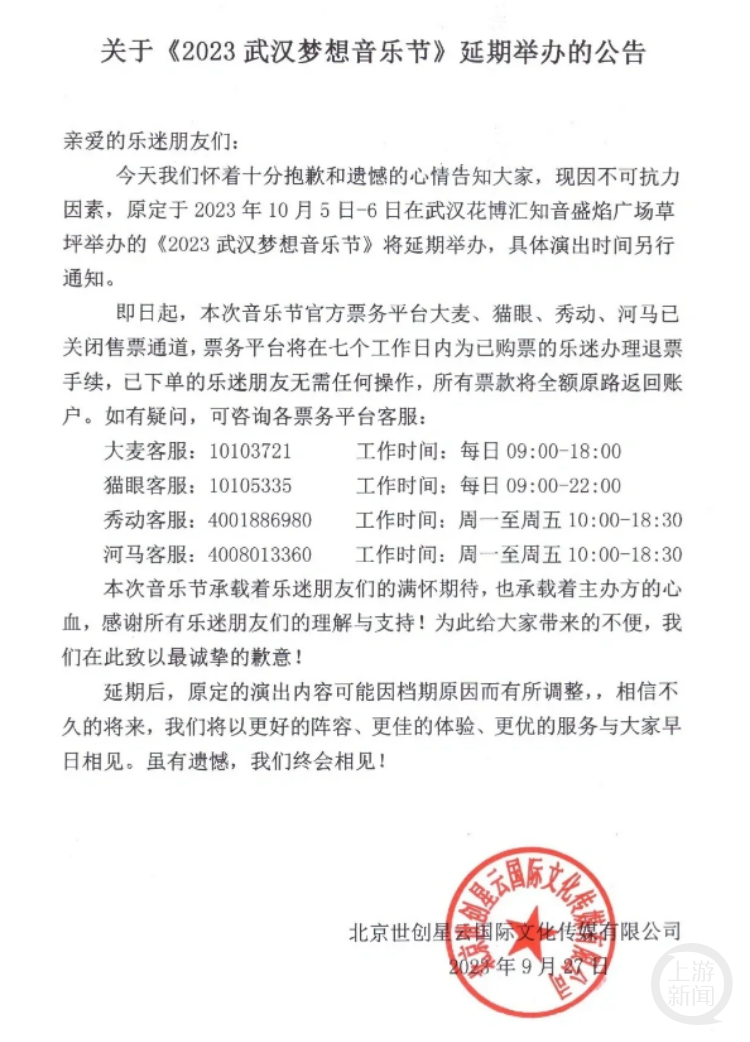 关于《2023 武汉梦想音乐节》延期举办的公告
亲爱的乐迷朋友们:
今天我们怀着十分抱歉和遗憾的心情告知大家，现因不可抗力
因素，原定于 2023 年 10 月 5 日-6 日在武汉花博汇知音盛焰广场草
坪举办的《2023 武汉梦想音乐节》将延期举办，具体演出时间另行
通知。
即日起，本次音乐节官方票务平台大麦、猫眼、秀动、河马已
关闭售票通道，票务平台将在七个工作日内为已购票的乐迷办理退票
手续，已下单的乐迷朋友无需任何操作，所有票款将全额原路返回账
户。如有疑问，可咨询各票务平台客服:
大麦客服: 10103721 工作时间: 每日 09:00-18:00
猫眼客服: 10105335 工作时间: 每日 09:00-22:00
秀动客服: 4001886980 工作时间: 周一至周五 10:00-18:30
河马客服: 4008013360 工作时间: 周一至周五 10:00-18:30
本次音乐节承载着乐迷朋友们的满怀期待，也承载着主办方的心
血，感谢所有乐迷朋友们的理解与支持！为此给大家带来的不便，我
们在此致以最诚挚的歉意！
延期后，原定的演出内容可能因档期原因而有所调整，，相信不
久的将来，我们将以更好的阵容、更佳的体验、更优的服务与大家早
日相见。虽有遗憾，我们终会相见！
北京世创星云国际文化传媒有限公司
北京世创星云国际文化传媒有限公司
2023 年 9 月 27 日
上游
新闻